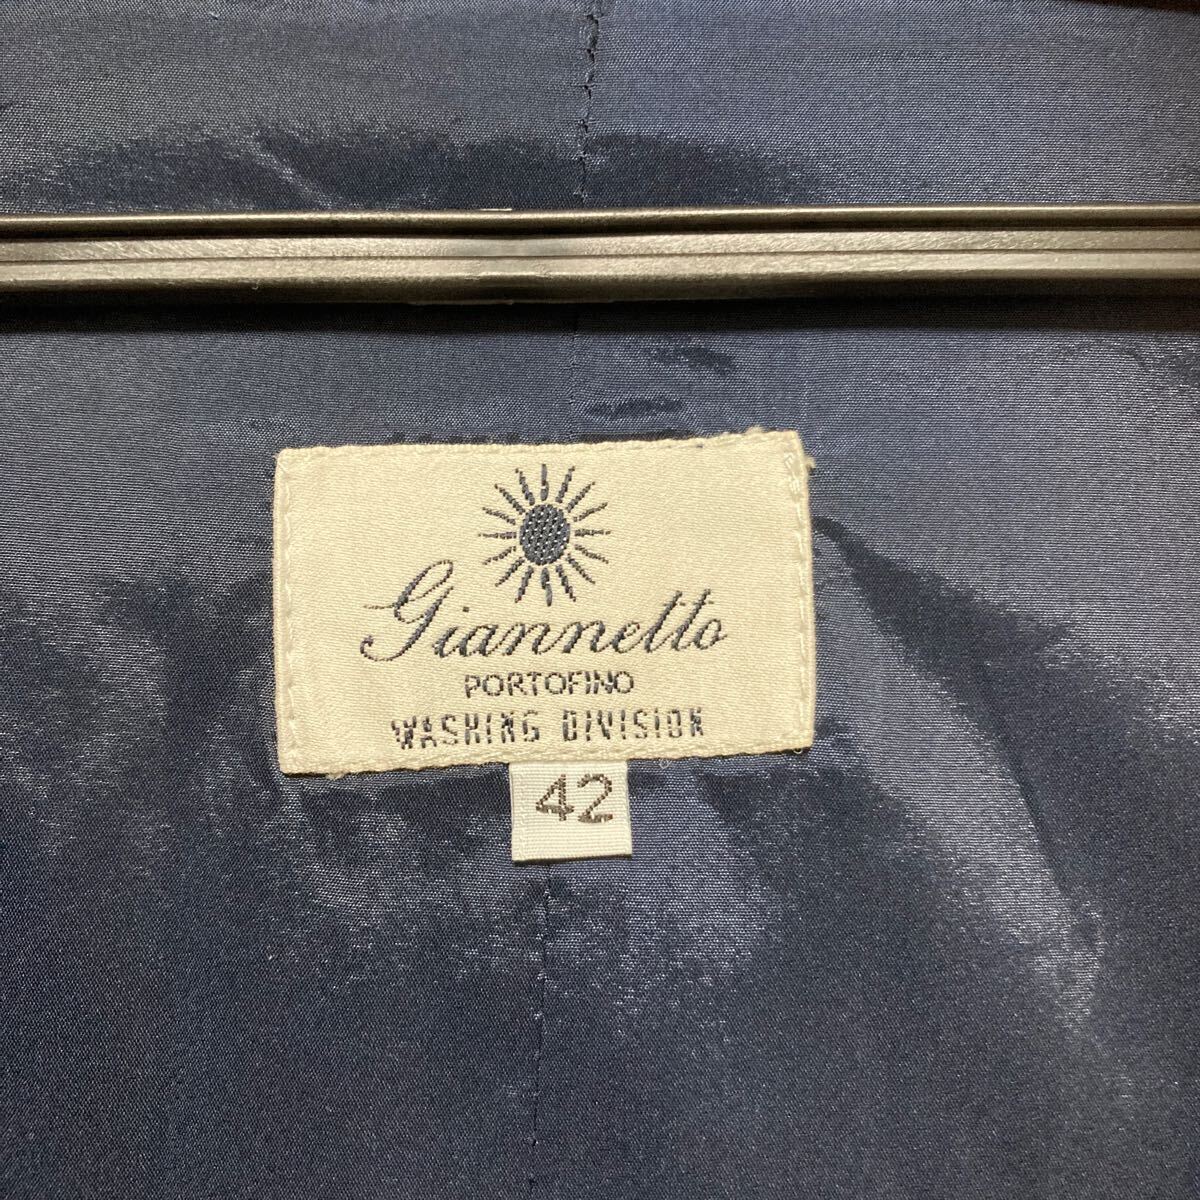 Giannetto
PORTOFINO
WASHING DIVISION
42